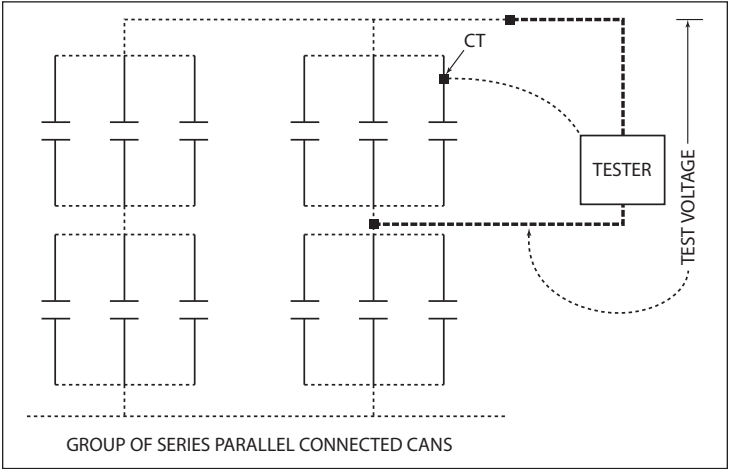 CT
TESTER
TEST VOLTAGE
GROUP OF SERIES PARALLEL CONNECTED CANS